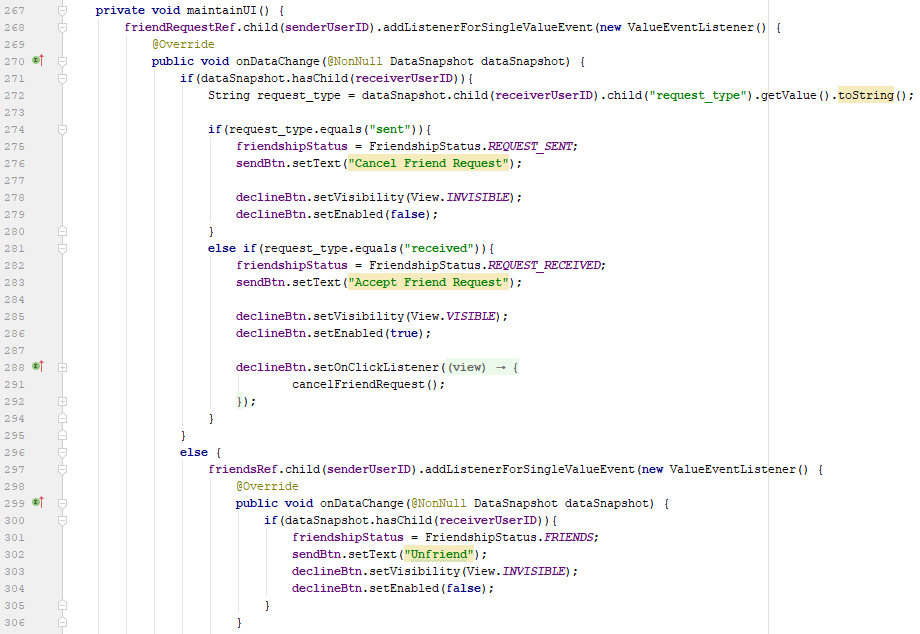 267 private void maintainUI() {
268 friendRequestRef.child(senderUserID).addListenerForSingleValueEvent(new ValueEventListener() {
269 @Override
270 public void onDataChange(@NonNull DataSnapshot dataSnapshot) {
271 if(dataSnapshot.hasChild(receiverUserID)){
272 String request_type = dataSnapshot.child(receiverUserID).child("request_type").getValue().toString();
273
274 if(request_type.equals("sent")){
275 friendshipStatus = FriendshipStatus.REQUEST_SENT;
276 sendBtn.setText("Cancel Friend Request");
277
278 declineBtn.setVisibility(View.INVISIBLE);
279 declineBtn.setEnabled(false);
280 }
281 else if(request_type.equals("received")){
282 friendshipStatus = FriendshipStatus.REQUEST_RECEIVED;
283 sendBtn.setText("Accept Friend Request");
284
285 declineBtn.setVisibility(View.VISIBLE);
286 declineBtn.setEnabled(true);
287
288 declineBtn.setOnClickListener((view) → {
291 cancelFriendRequest();
292 });
294 }
295 }
296 else {
297 friendsRef.child(senderUserID).addListenerForSingleValueEvent(new ValueEventListener() {
298 @Override
299 public void onDataChange(@NonNull DataSnapshot dataSnapshot) {
300 if(dataSnapshot.hasChild(receiverUserID)){
301 friendshipStatus = FriendshipStatus.FRIENDS;
302 sendBtn.setText("Unfriend");
303 declineBtn.setVisibility(View.INVISIBLE);
304 declineBtn.setEnabled(false);
305 }
306 }